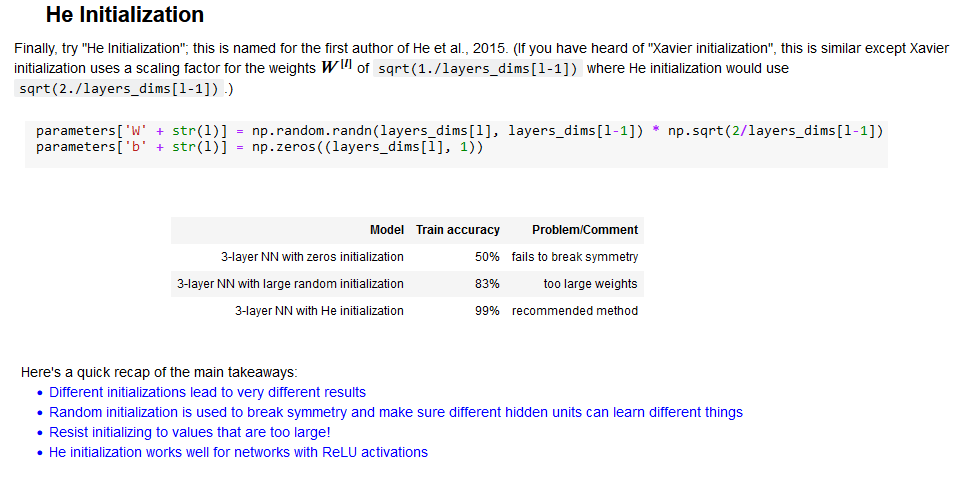 He Initialization
Finally, try "He Initialization"; this is named for the first author of He et al., 2015. (If you have heard of "Xavier initialization", this is similar except Xavier
initialization uses a scaling factor for the weights W[l] of sqrt(1./layers_dims[l-1]) where He initialization would use
sqrt(2./layers_dims[l-1]) .)
parameters['W' + str(l)] = np.random.randn(layers_dims[l], layers_dims[l-1]) * np.sqrt(2/layers_dims[l-1])
parameters['b' + str(l)] = np.zeros((layers_dims[l], 1))
Model Train accuracy Problem/Comment
3-layer NN with zeros initialization 50% fails to break symmetry
3-layer NN with large random initialization 83% too large weights
3-layer NN with He initialization 99% recommended method
Here's a quick recap of the main takeaways:
• Different initializations lead to very different results
• Random initialization is used to break symmetry and make sure different hidden units can learn different things
• Resist initializing to values that are too large!
• He initialization works well for networks with ReLU activations